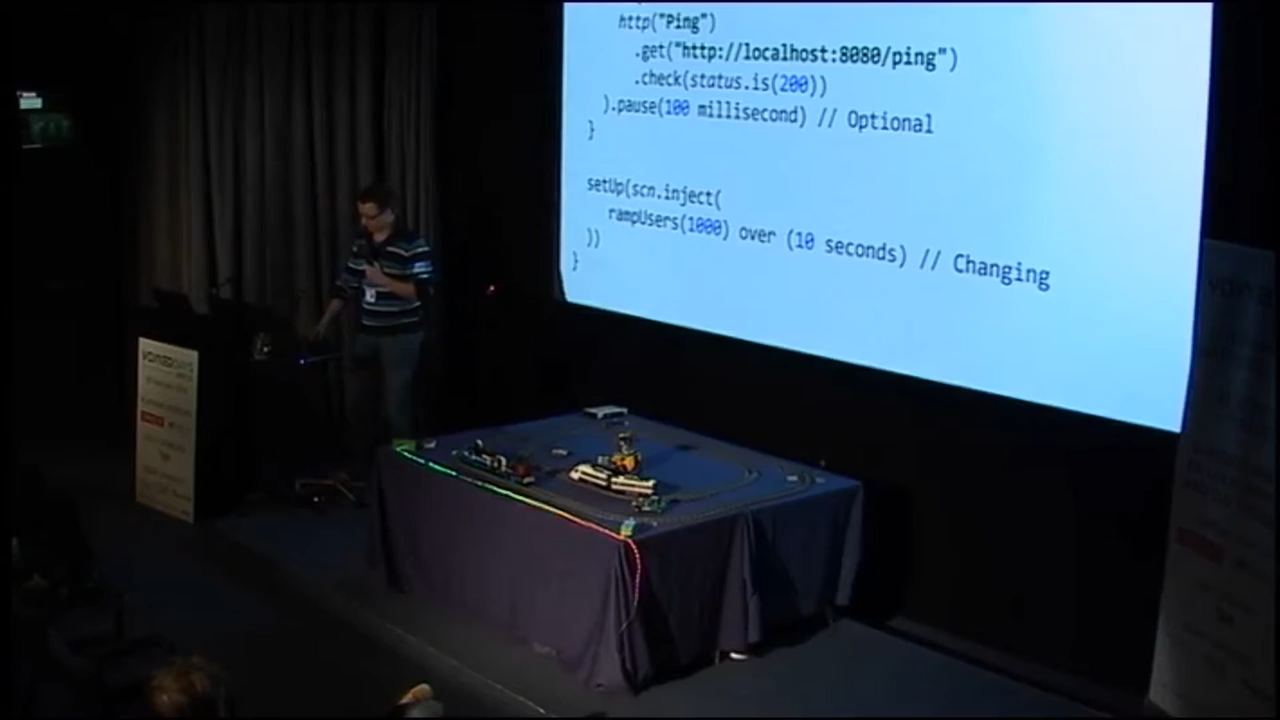 http("Ping")
.get("http://localhost:8080/ping")
.check(status.is(200))
).pause(100 millisecond) // Optional
}
setUp(scn.inject(
rampUsers(1000) over (10 seconds) // Changing
))
}
VOXXEDDAYS